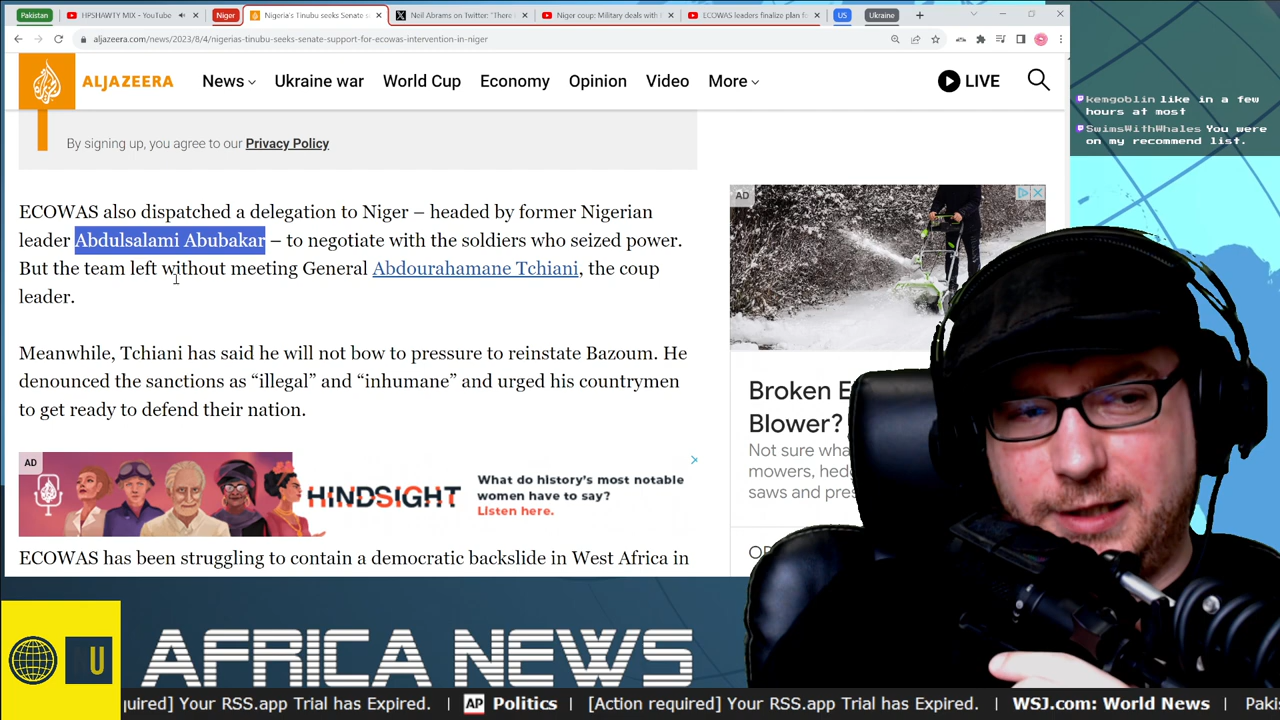 Pakistan
HPSHAWTY MIX - YouTube
Niger
Nigeria's Tinubu seeks Senate s
Neil Abrams on Twitter: "There i
Niger coup: Military deals with
ECOWAS leaders finalize plan f
US
Ukraine
aljazeera.com/news/2023/8/4/nigerias-tinubu-seeks-senate-support-for-ecowas-intervention-in-niger
ALJAZEERA
News
Ukraine war
World Cup
Economy
Opinion
Video
More
LIVE
kemgoblin like in a few
hours at most
SwimsWithWhales You were
on my recommend list.
By signing up, you agree to our Privacy Policy
ECOWAS also dispatched a delegation to Niger – headed by former Nigerian
leader Abdulsalami Abubakar – to negotiate with the soldiers who seized power.
But the team left without meeting General Abdourahamane Tchiani, the coup
leader.
Meanwhile, Tchiani has said he will not bow to pressure to reinstate Bazoum. He
denounced the sanctions as “illegal” and “inhumane” and urged his countrymen
to get ready to defend their nation.
AD
HINDSIGHT
What do history’s most notable
women have to say?
Listen here.
ECOWAS has been struggling to contain a democratic backslide in West Africa in
AD
Broken E
Blower?
Not sure wha
mowers, hedg
saws and pres
U
AFRICA NEWS
quired] Your RSS.app Trial has Expired. AP Politics [Action required] Your RSS.app Trial has Expired. WSJ.com: World News Pak